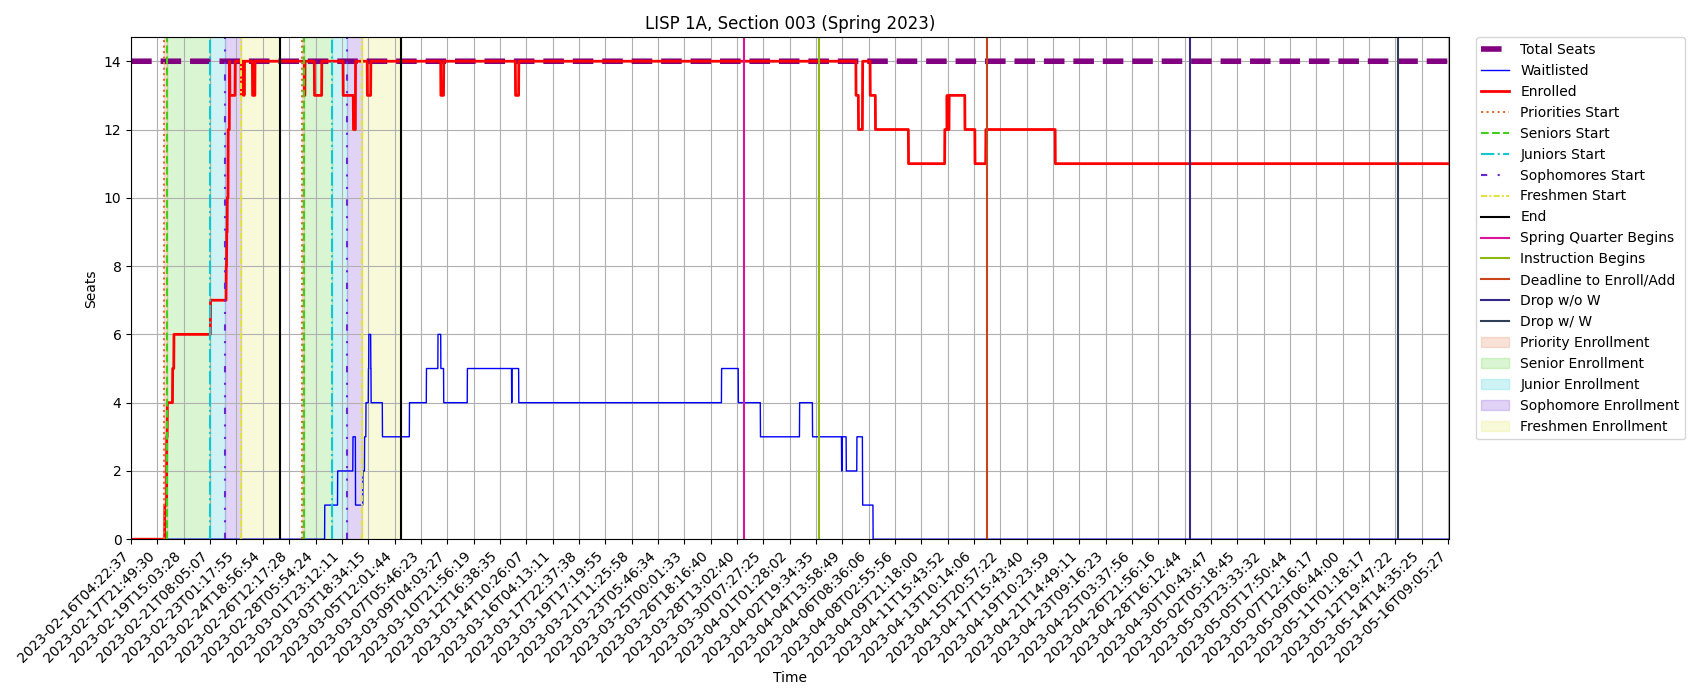 LISP 1A, Section 003 (Spring 2023)
Seats
14
12
10
8
6
4
2
0
2023-02-16T04:22:37
2023-02-17T21:49:30
2023-02-19T15:03:28
2023-02-21T08:05:07
2023-02-23T01:17:55
2023-02-24T18:56:54
2023-02-26T12:17:28
2023-02-28T05:54:24
2023-03-01T23:12:11
2023-03-03T18:34:15
2023-03-05T12:01:44
2023-03-07T05:46:23
2023-03-09T04:03:27
2023-03-10T21:56:19
2023-03-12T16:38:35
2023-03-14T10:26:07
2023-03-16T04:13:11
2023-03-17T22:37:38
2023-03-19T17:19:55
2023-03-21T11:25:58
2023-03-23T05:46:34
2023-03-25T00:01:33
2023-03-26T18:16:40
2023-03-28T13:02:40
2023-03-30T07:27:25
2023-04-01T01:28:02
2023-04-02T19:34:35
2023-04-04T13:58:49
2023-04-06T08:36:06
2023-04-08T02:55:56
2023-04-09T21:18:00
2023-04-11T15:43:52
2023-04-13T10:14:06
2023-04-15T20:57:22
2023-04-17T15:43:40
2023-04-19T10:23:59
2023-04-21T14:49:11
2023-04-23T09:16:23
2023-04-25T03:37:56
2023-04-26T21:56:16
2023-04-28T16:12:44
2023-04-30T10:43:47
2023-05-02T05:18:45
2023-05-03T23:33:32
2023-05-05T17:50:44
2023-05-07T12:16:17
2023-05-09T06:44:00
2023-05-11T01:18:17
2023-05-12T19:47:22
2023-05-14T14:35:25
2023-05-16T09:05:27
Time
Total Seats
Waitlisted
Enrolled
Priorities Start
Seniors Start
Juniors Start
Sophomores Start
Freshmen Start
End
Spring Quarter Begins
Instruction Begins
Deadline to Enroll/Add
Drop w/o W
Drop w/ W
Priority Enrollment
Senior Enrollment
Junior Enrollment
Sophomore Enrollment
Freshmen Enrollment